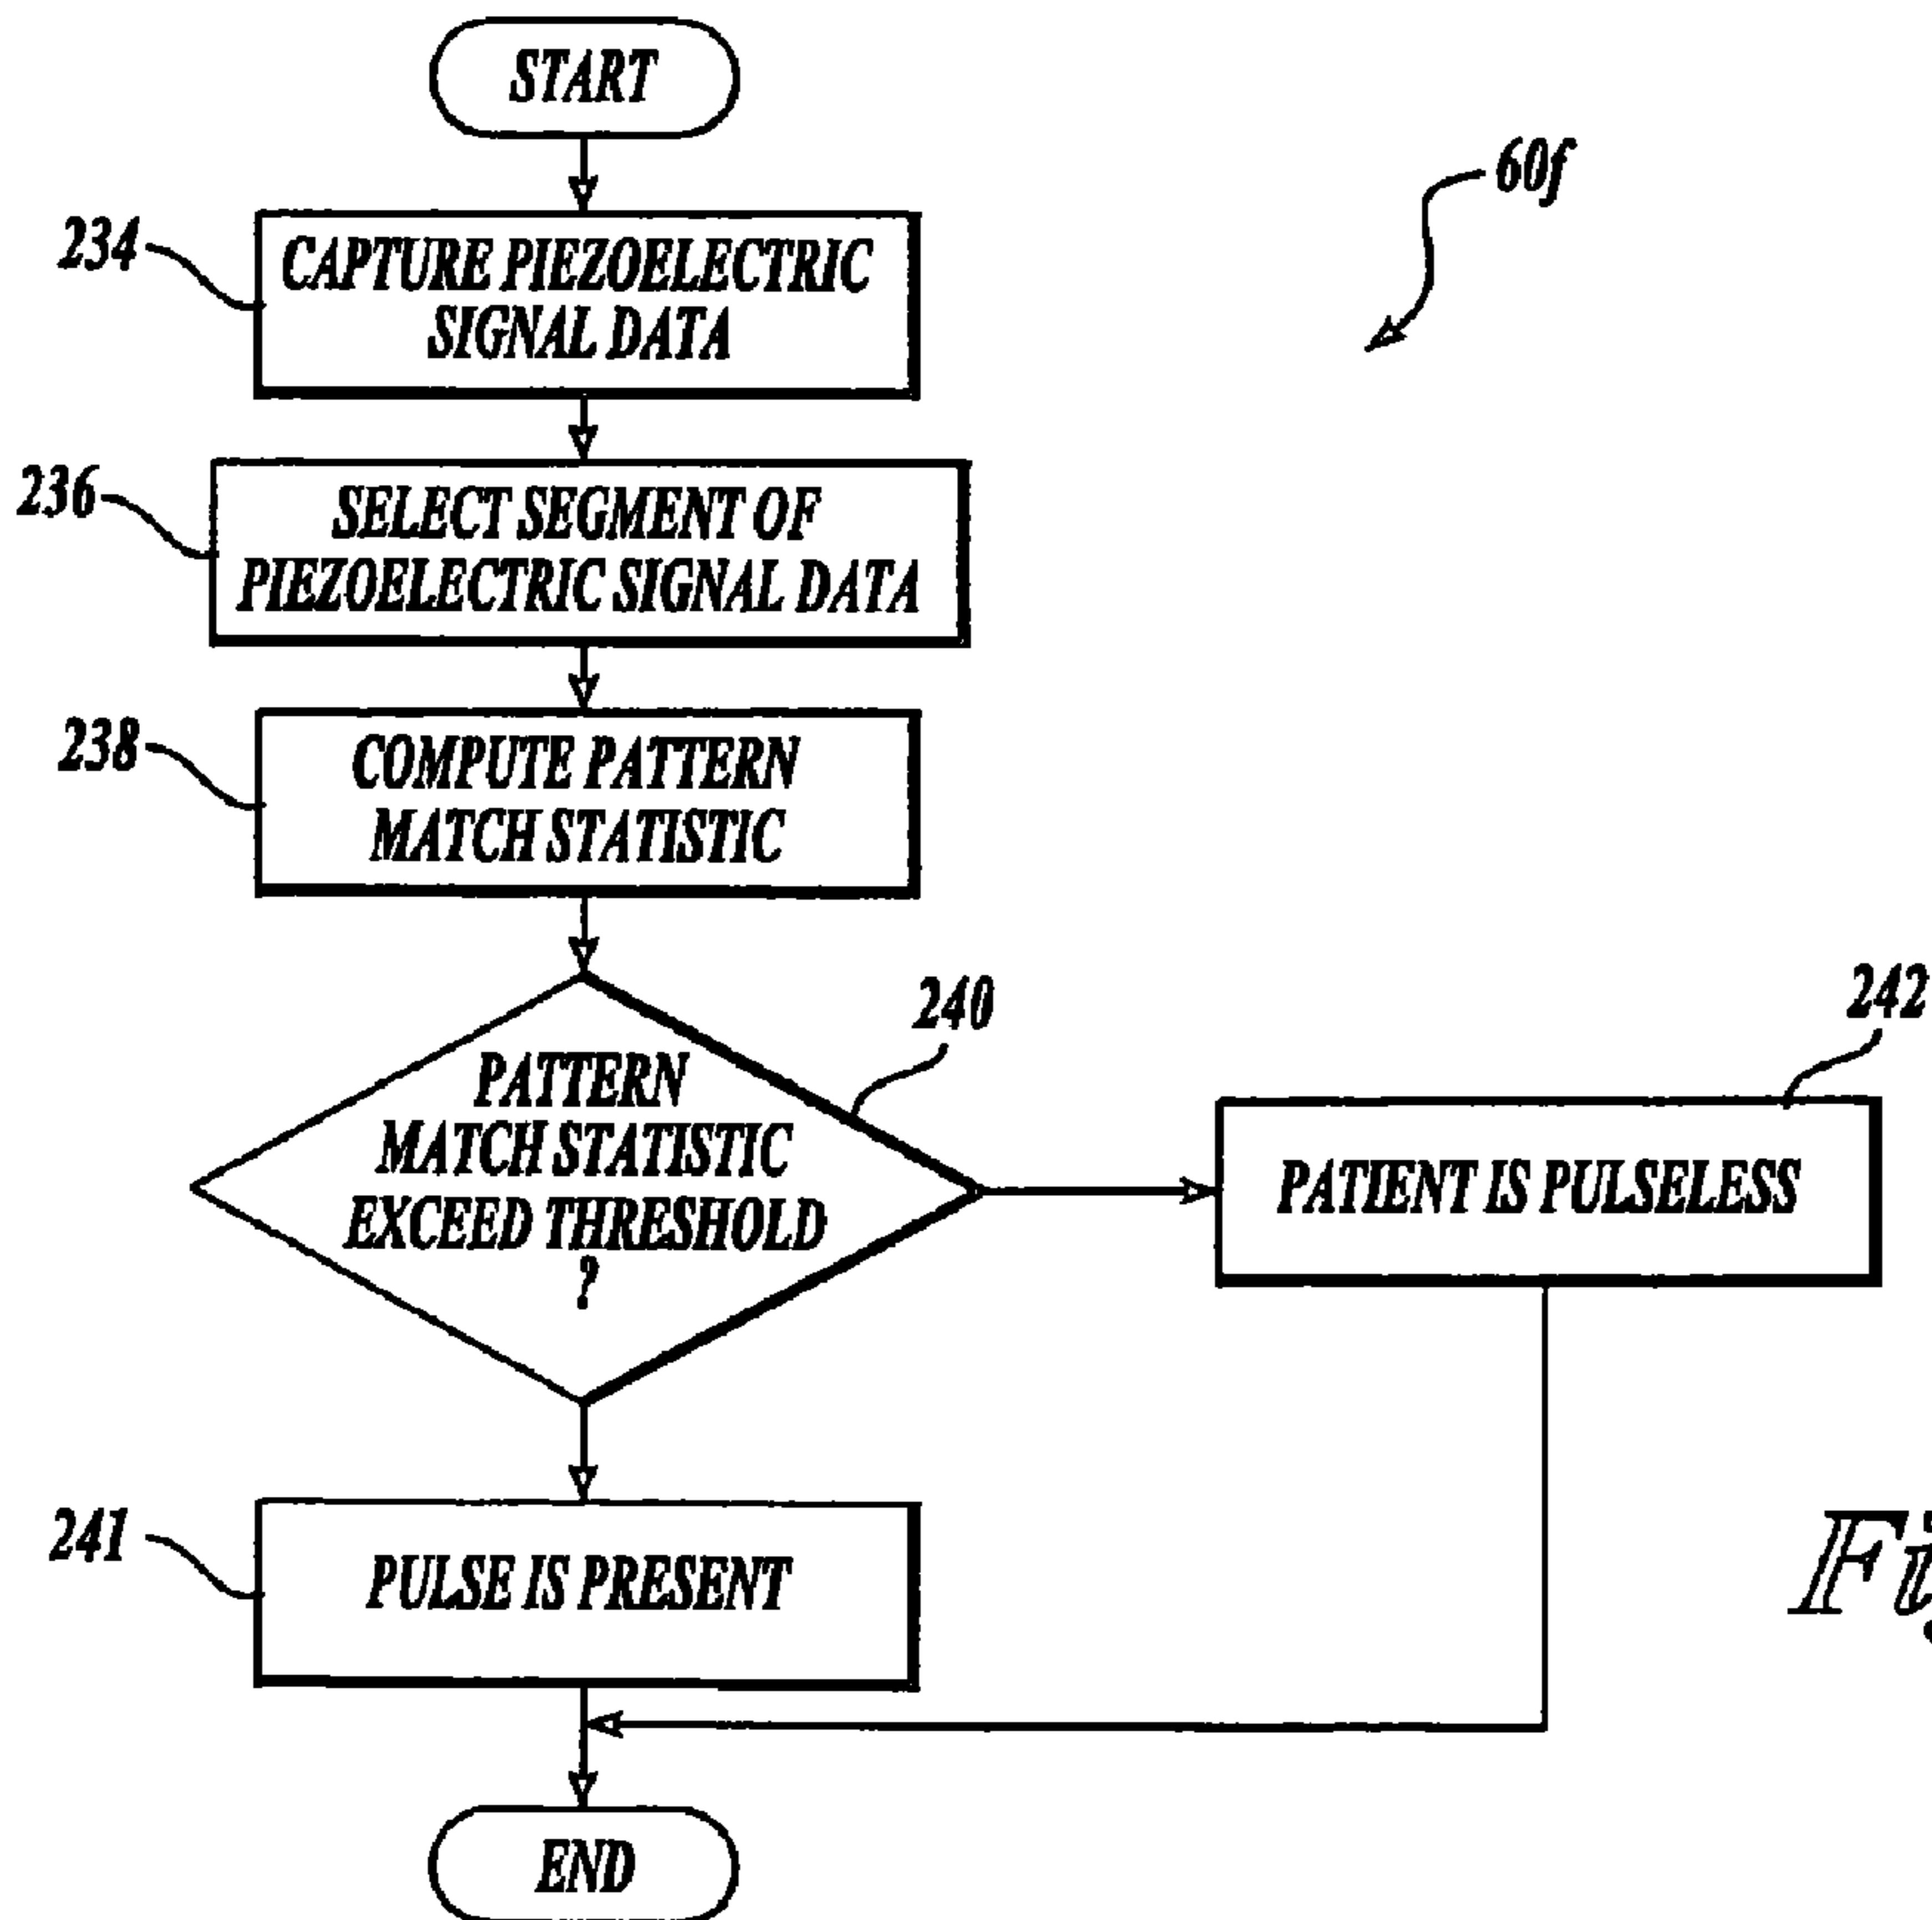 START
60f
234
CAPTURE PIEZOELECTRIC
SIGNAL DATA
236
SELECT SEGMENT OF
PIEZOELECTRIC SIGNAL DATA
238
COMPUTE PATTERN
MATCH STATISTIC
240
242
PATTERN
MATCH STATISTIC
EXCEED THRESHOLD
?
PATIENT IS PULSELESS
241
PULSE IS PRESENT
END